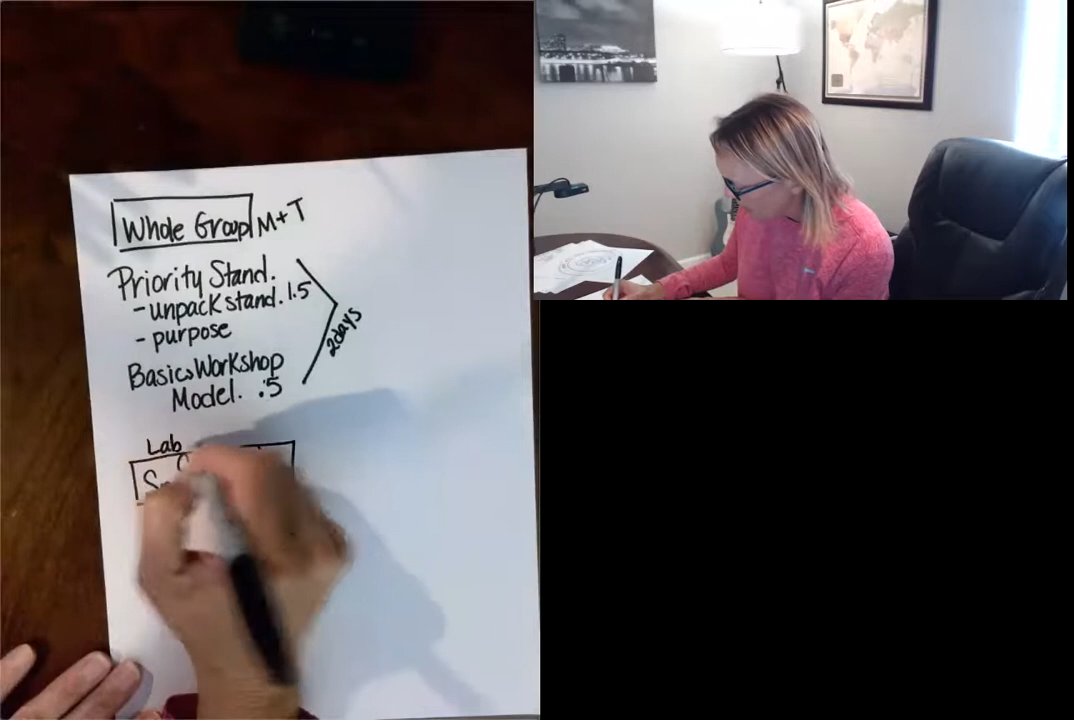 Whole Group M+T
Priority Stand.
- unpack stand. 1.5
- purpose
2days
Basics Workshop
Model. .5
Lab